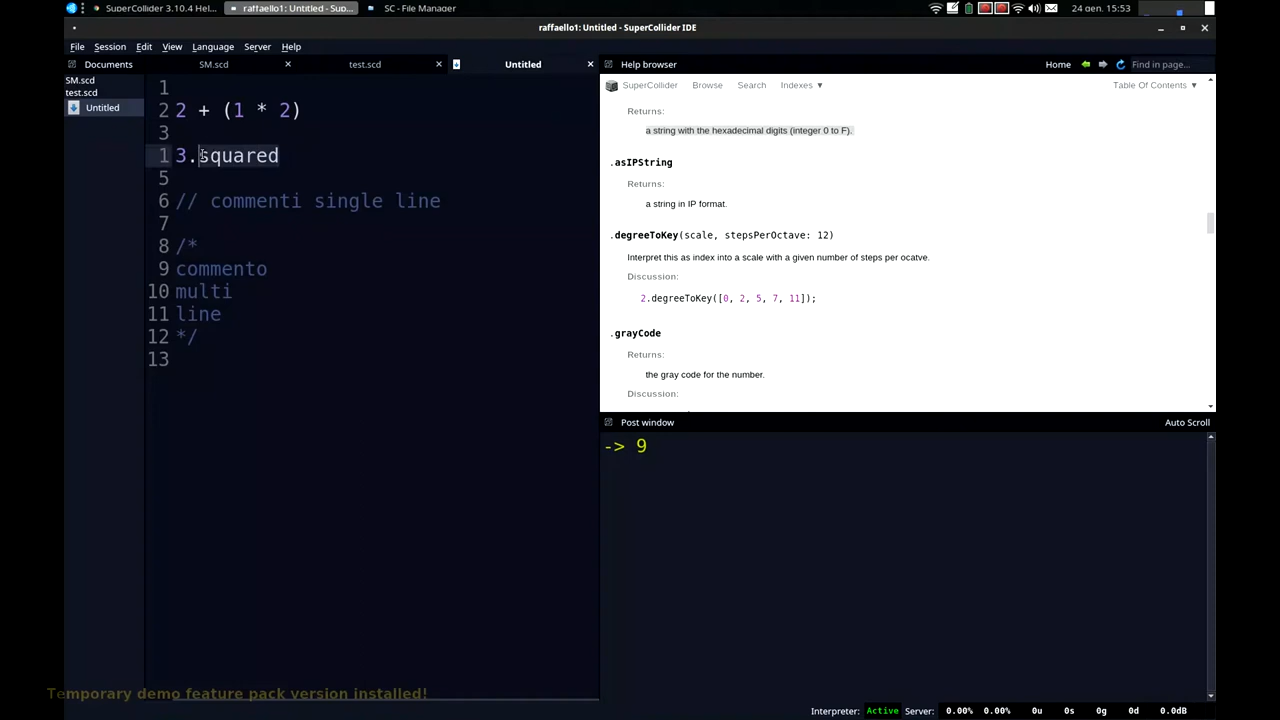 SuperCollider 3.10.4 Hel...
raffaello1: Untitled - Sup...
SC - File Manager
24 gen, 15:53
raffaello1: Untitled - SuperCollider IDE
File Session Edit View Language Server Help
Documents
SM.scd
test.scd
Untitled
Help browser
Home
Find in page...
SM.scd
test.scd
Untitled
1
2 2 + (1 * 2)
3
1 3.squared
5
6 // commenti single line
7
8 /*
9 commento
10 multi
11 line
12 */
13
SuperCollider Browse Search Indexes ▼ Table Of Contents ▼
Returns:
a string with the hexadecimal digits (integer 0 to F).
.asIPString
Returns:
a string in IP format.
.degreeToKey(scale, stepsPerOctave: 12)
Interpret this as index into a scale with a given number of steps per ocatve.
Discussion:
2.degreeToKey([0, 2, 5, 7, 11]);
.grayCode
Returns:
the gray code for the number.
Discussion:
Post window
Auto Scroll
-> 9
Temporary demo feature pack version installed!
Interpreter: Active Server: 0.00% 0.00% 0u 0s 0g 0d 0.0dB